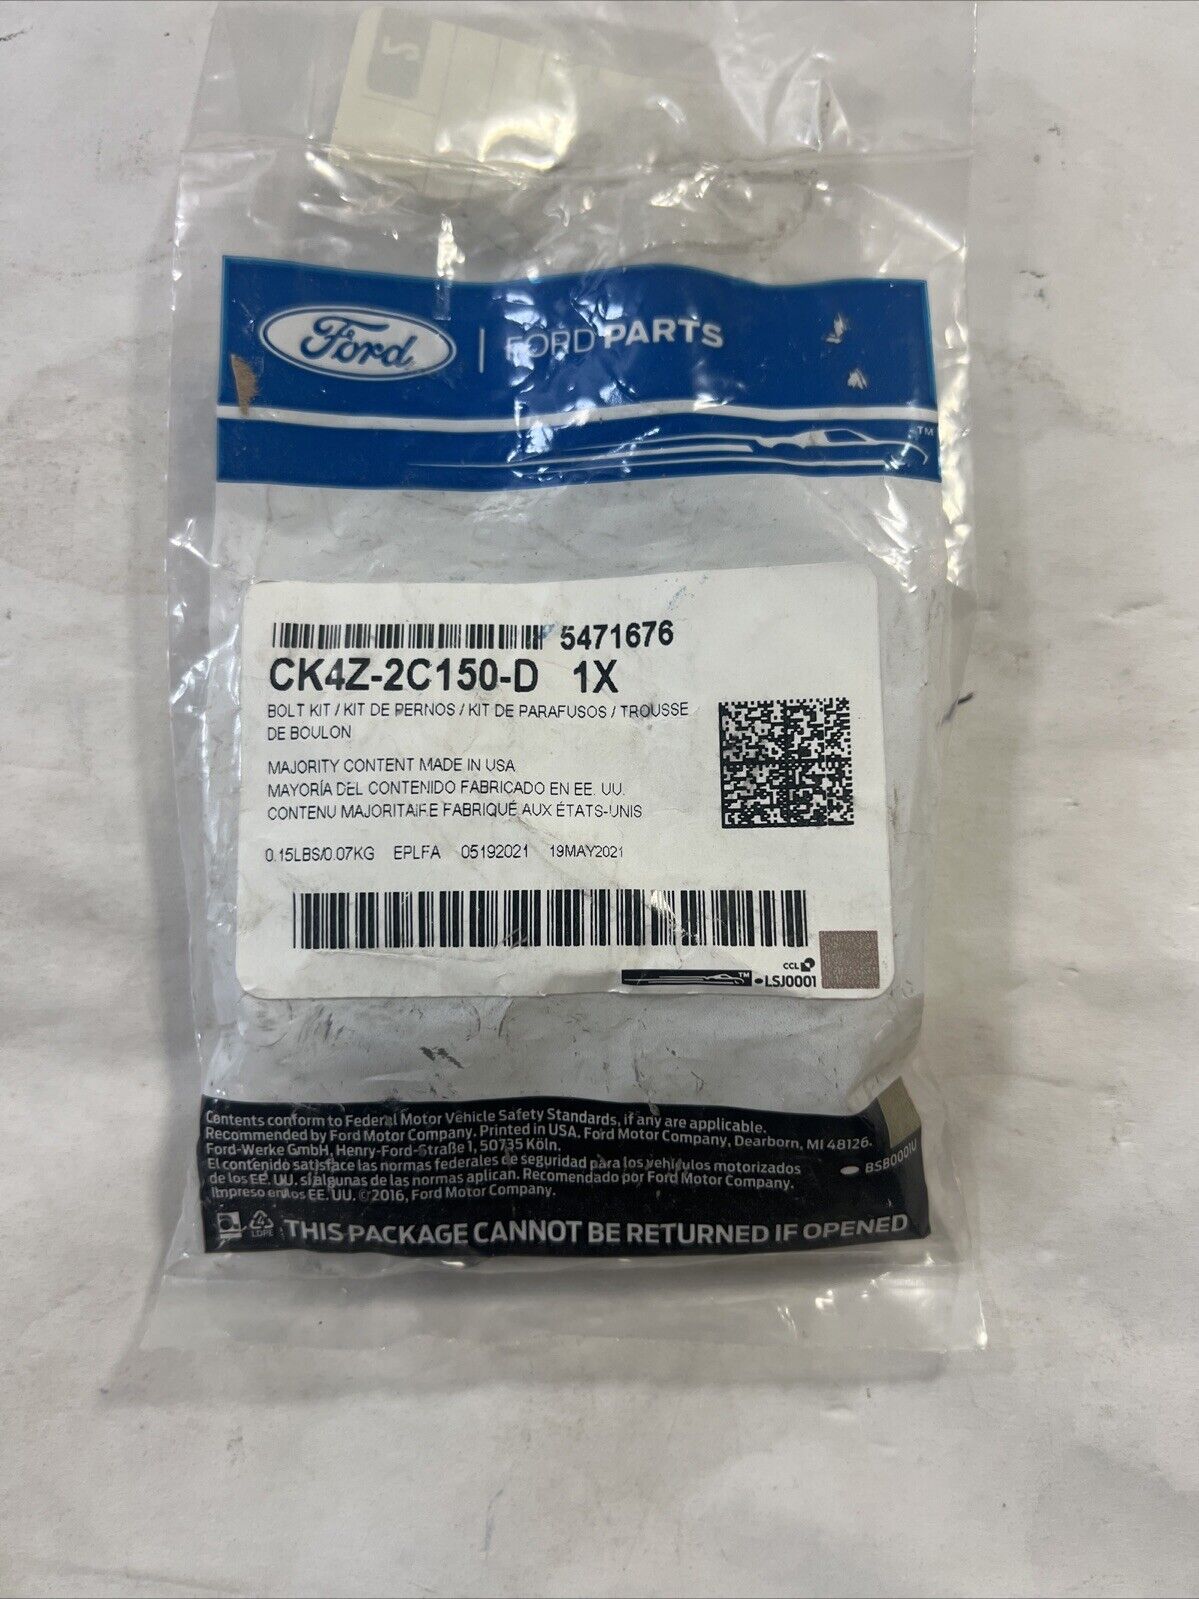 Ford | FORD PARTS
TM
5471676
CK4Z-2C150-D 1X
BOLT KIT / KIT DE PERNOS / KIT DE PARAFUSOS / TROUSSE
DE BOULON
MAJORITY CONTENT MADE IN USA
MAYORÍA DEL CONTENIDO FABRICADO EN EE. UU.
CONTENU MAJORITAIRE FABRIQUÉ AUX ÉTATS-UNIS
0.15LBS/0.07KG EPLFA 05192021 19MAY2021
CCL
TM LSJ0001
Contents conform to Federal Motor Vehicle Safety Standards, if any are applicable.
Recommended by Ford Motor Company. Printed in USA. Ford Motor Company, Dearborn, MI 48126.
Ford-Werke GmbH, Henry-Ford-Straße 1, 50735 Köln.
El contenido satisface las normas federales de seguridad para los vehículos motorizados
de los EE. UU. si algunas de las normas aplican. Recomendado por Ford Motor Company.
Impreso en los EE. UU. ©2016, Ford Motor Company.
BSB0001U
4
LDPE
THIS PACKAGE CANNOT BE RETURNED IF OPENED